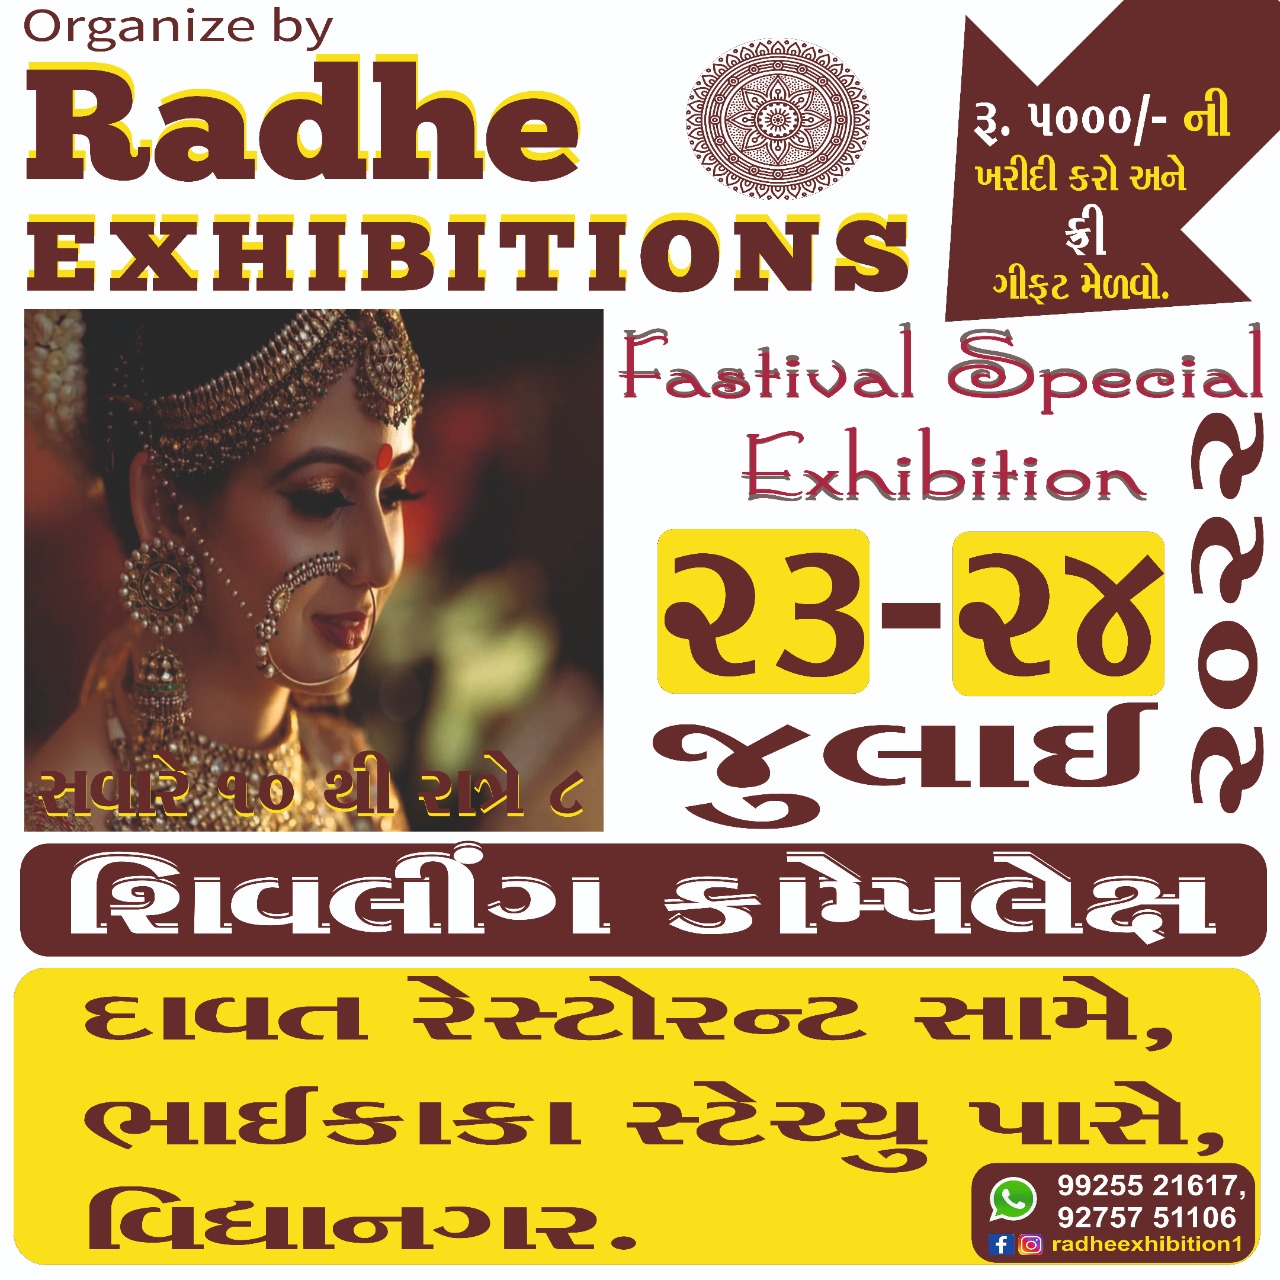 Organize by
Radhe
EXHIBITIONS
રૂ. ૫૦૦૦/- ની
ખરીદી કરો અને
ફ્રી
ગીફટ મેળવો.
Fastival Special
Exhibition
૨૩-૨૪
જુલાઈ
૨૦૨૨
સવારે ૧૦ થી રાત્રે ૮
શિવલીંગ કોમ્પલેક્ષ
દાવત રેસ્ટોરન્ટ સામે,
ભાઈકાકા સ્ટેચ્યુ પાસે,
વિદ્યાનગર.
99255 21617,
92757 51106
radheexhibition1